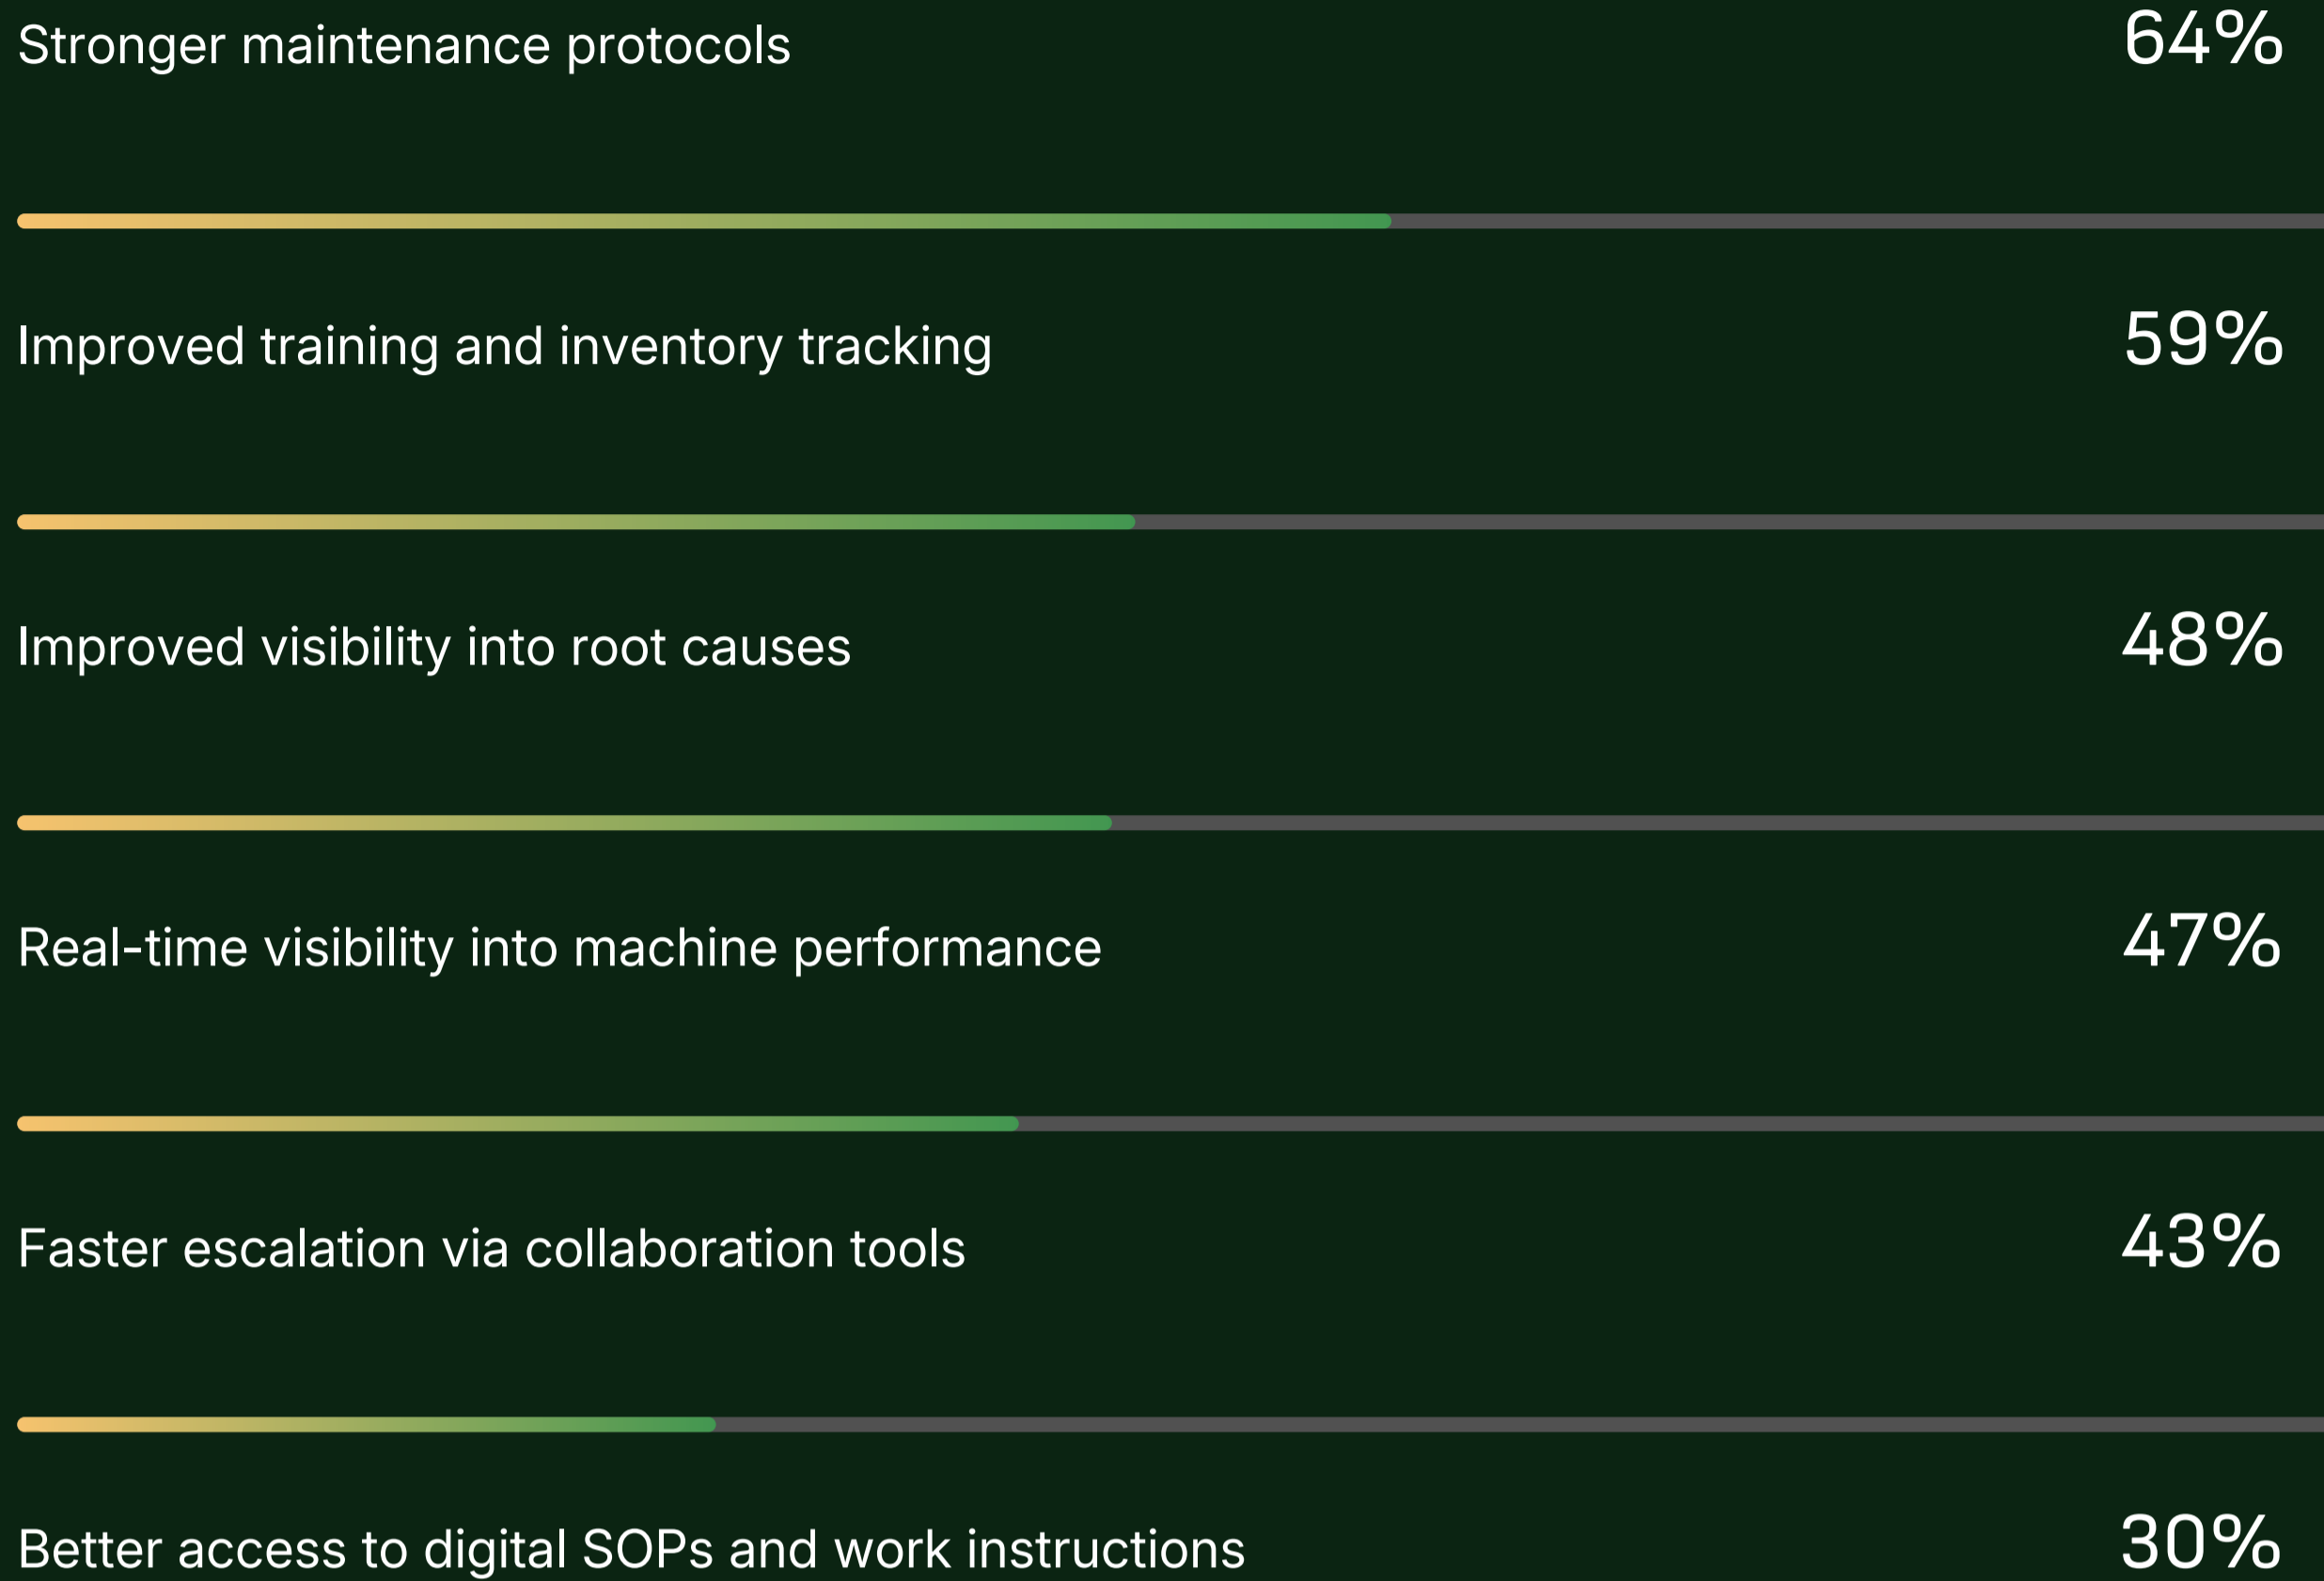 Stronger maintenance protocols 64%
Improved training and inventory tracking 59%
Improved visibility into root causes 48%
Real-time visibility into machine performance 47%
Faster escalation via collaboration tools 43%
Better access to digital SOPs and work instructions 30%